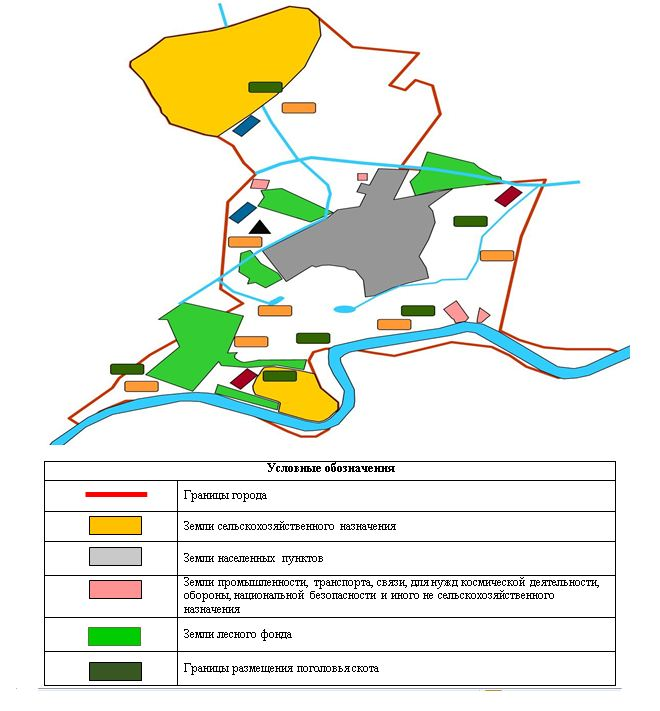 Условные обозначения
Границы города
Земли сельскохозяйственного назначения
Земли населенных пунктов
Земли промышленности, транспорта, связи, для нужд космической деятельности,
обороны, национальной безопасности и иного не сельскохозяйственного
назначения
Земли лесного фонда
Границы размещения поголовья скота